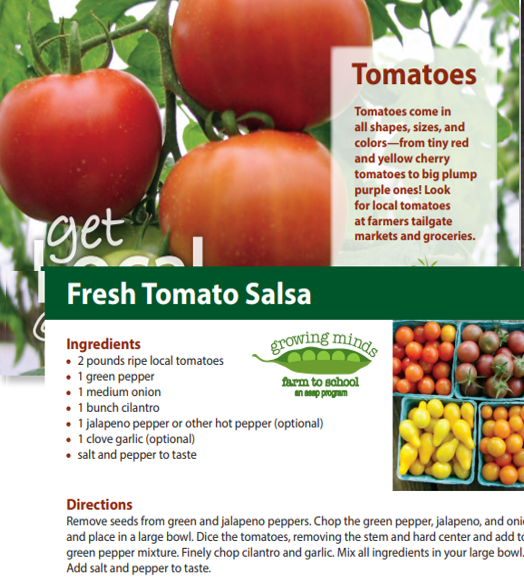 Tomatoes
Tomatoes come in
all shapes, sizes, and
colors—from tiny red
and yellow cherry
tomatoes to big plump
purple ones! Look
for local tomatoes
at farmers tailgate
markets and groceries.
get
local
Fresh Tomato Salsa
Ingredients
• 2 pounds ripe local tomatoes
• 1 green pepper
• 1 medium onion
• 1 bunch cilantro
• 1 jalapeno pepper or other hot pepper (optional)
• 1 clove garlic (optional)
• salt and pepper to taste
growing minds
farm to school
an asap program
Directions
Remove seeds from green and jalapeno peppers. Chop the green pepper, jalapeno, and
and place in a large bowl. Dice the tomatoes, removing the stem and hard center and add
green pepper mixture. Finely chop cilantro and garlic. Mix all ingredients in your large bowl.
Add salt and pepper to taste.